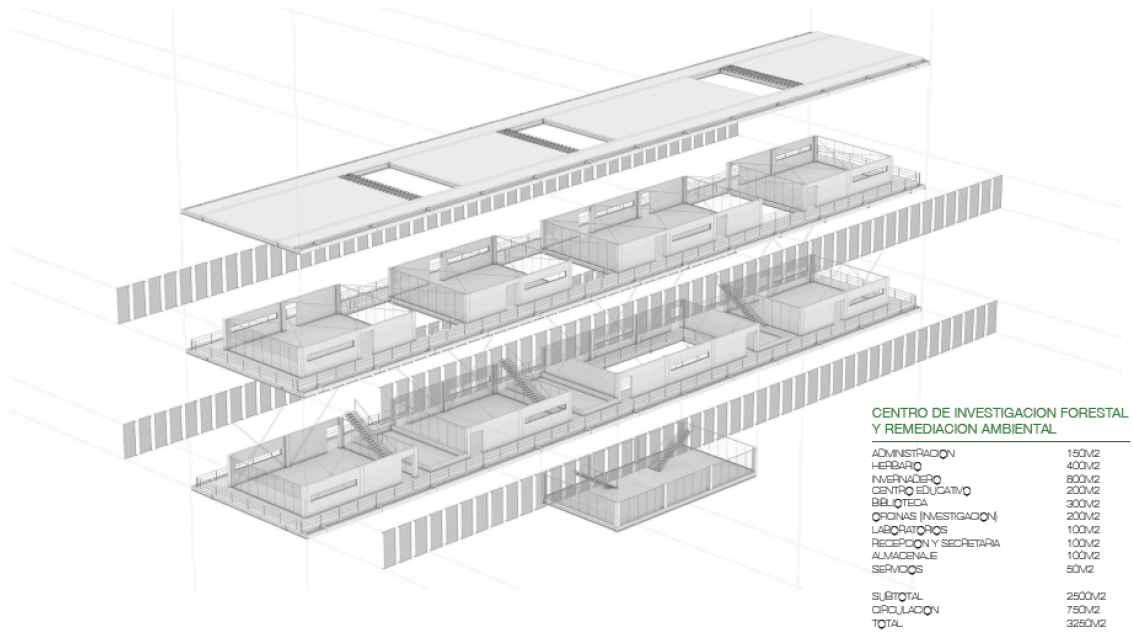 CENTRO DE INVESTIGACION FORESTAL
Y REMEDIACION AMBIENTAL
ADMINISTRACION 150M2
HERBARIO 400M2
INVERNADERO 800M2
CENTRO EDUCATIVO 200M2
BIBLIOTECA 300M2
OFICINAS (INVESTIGACION) 200M2
LABORATORIOS 100M2
RECEPCION Y SECRETARIA 100M2
ALMACENAJE 100M2
SERVICIOS 50M2
SUBTOTAL 2500M2
CIRCULACION 750M2
TOTAL 3250M2